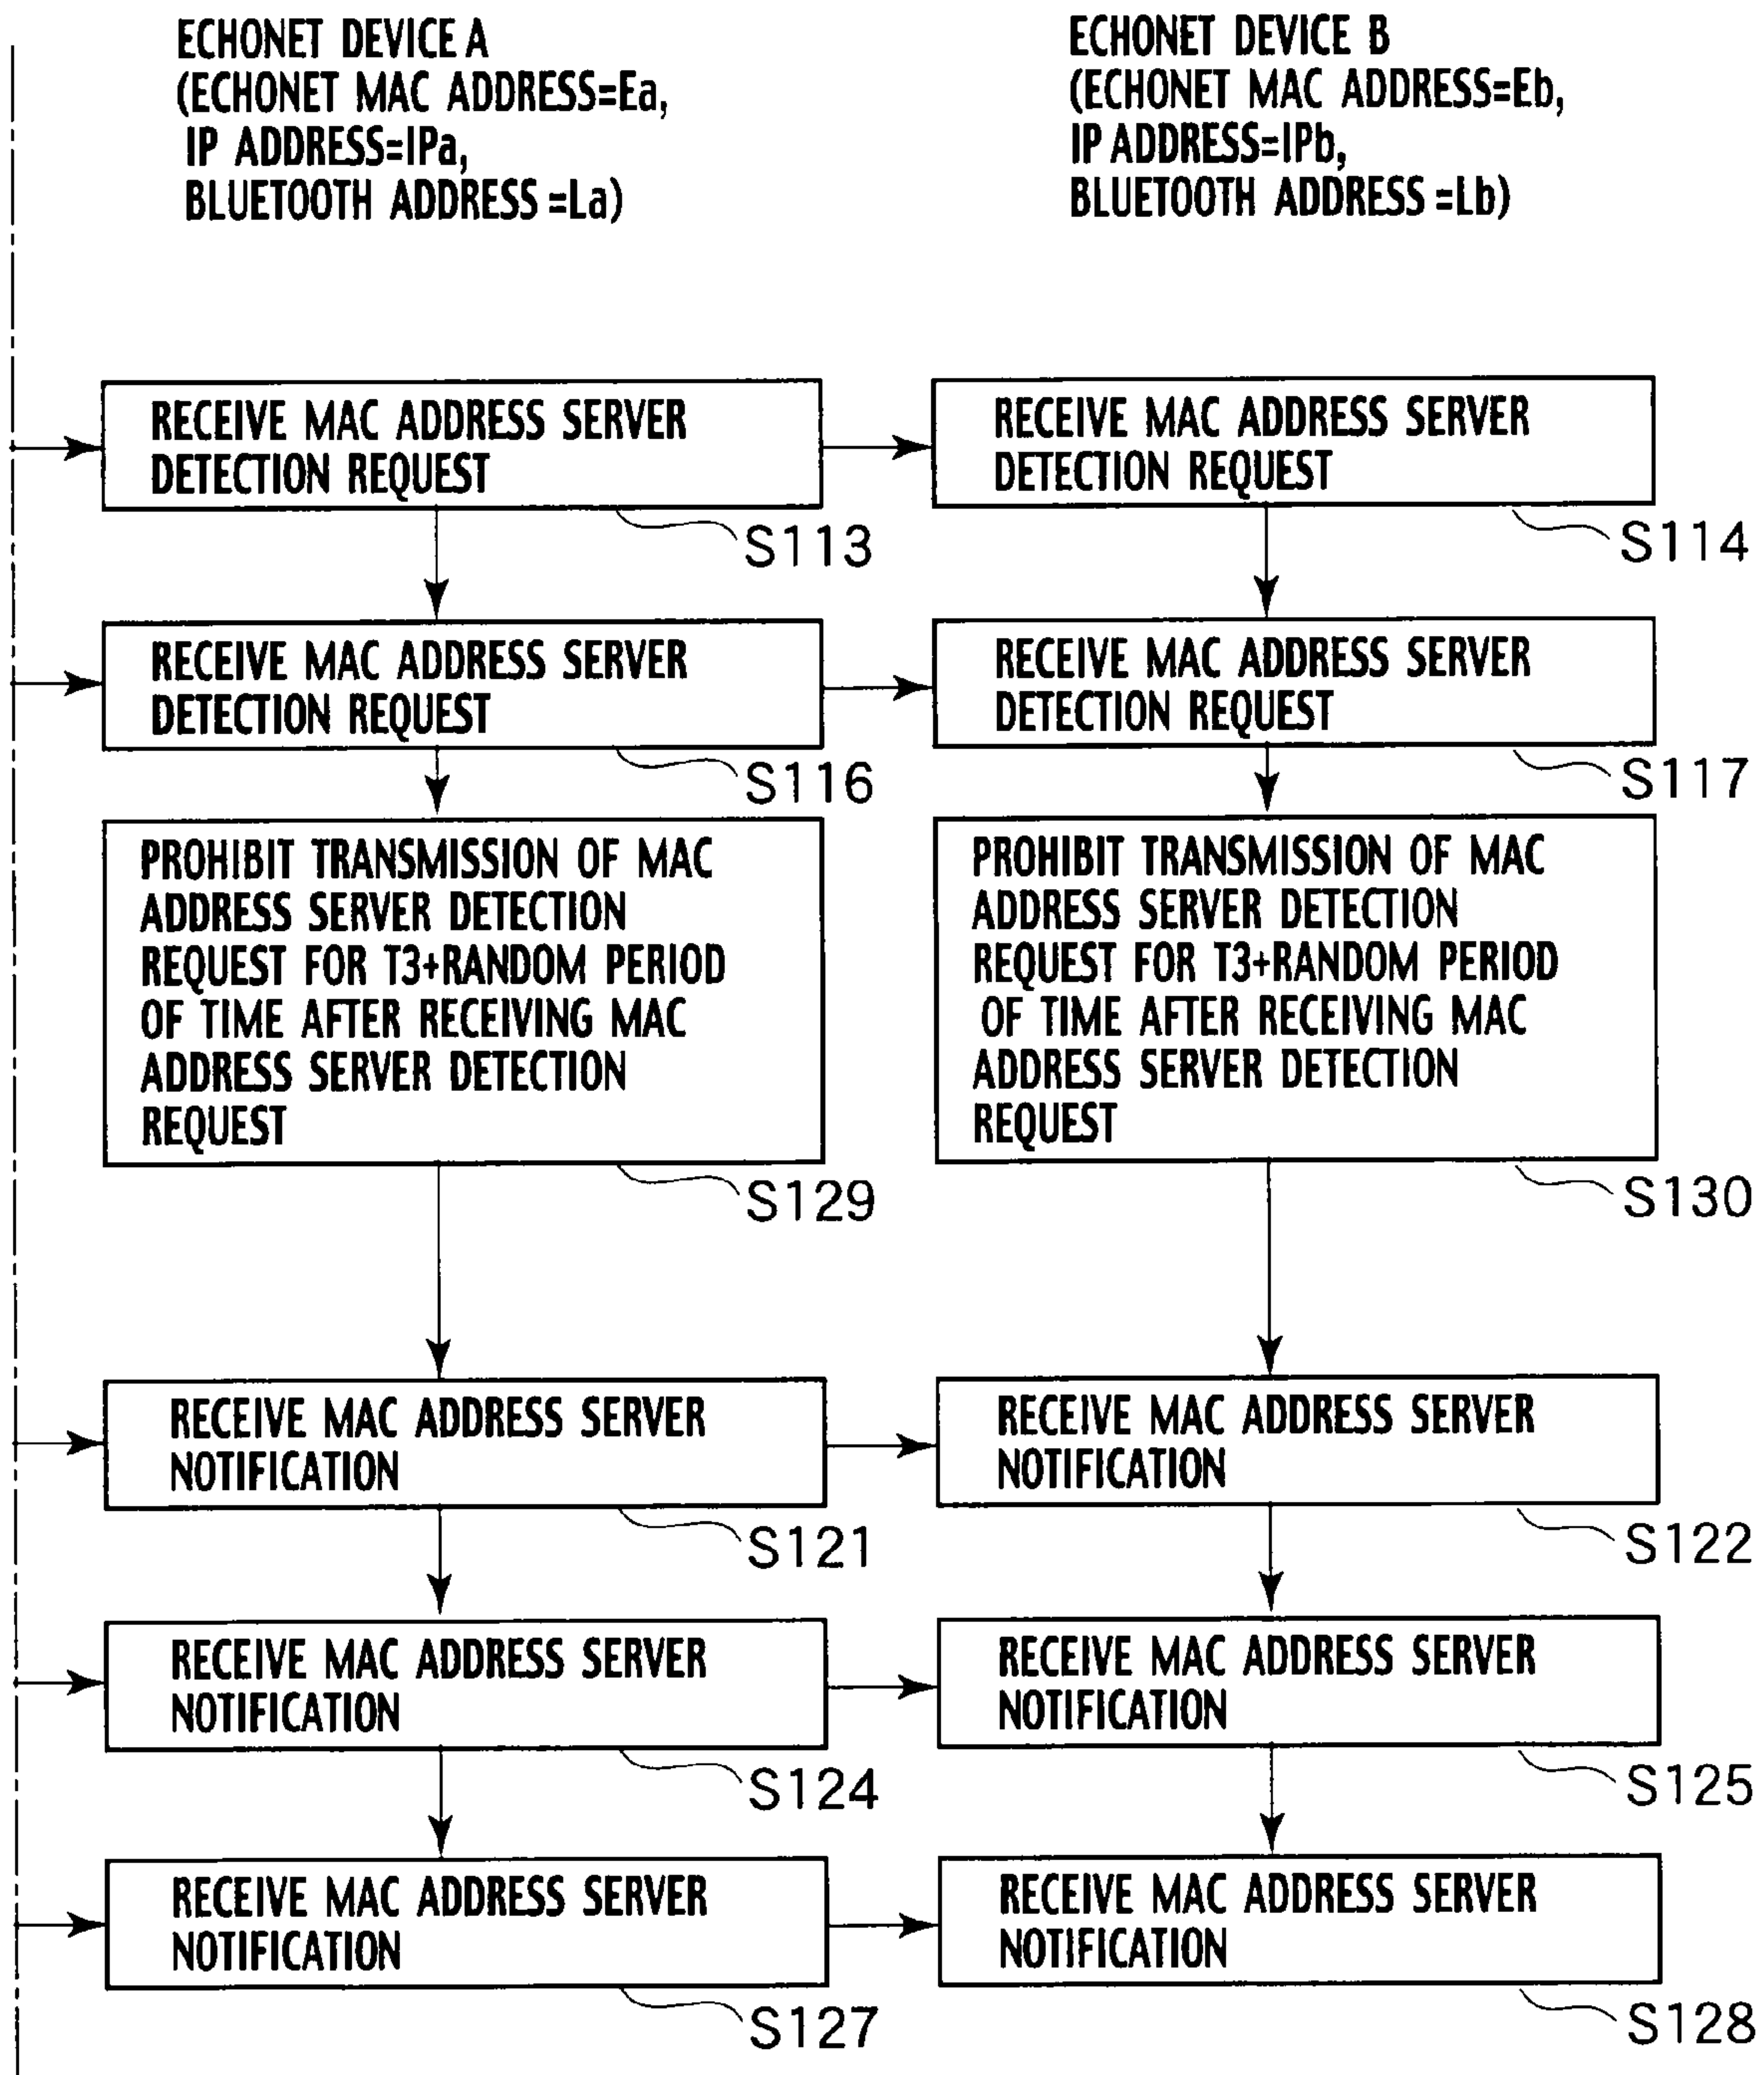 ECHONET DEVICE A
(ECHONET MAC ADDRESS=Ea,
IP ADDRESS=IPa,
BLUETOOTH ADDRESS=La)
ECHONET DEVICE B
(ECHONET MAC ADDRESS=Eb,
IP ADDRESS=IPb,
BLUETOOTH ADDRESS=Lb)
RECEIVE MAC ADDRESS SERVER
DETECTION REQUEST
S113
RECEIVE MAC ADDRESS SERVER
DETECTION REQUEST
S114
RECEIVE MAC ADDRESS SERVER
DETECTION REQUEST
S116
RECEIVE MAC ADDRESS SERVER
DETECTION REQUEST
S117
PROHIBIT TRANSMISSION OF MAC
ADDRESS SERVER DETECTION
REQUEST FOR T3+RANDOM PERIOD
OF TIME AFTER RECEIVING MAC
ADDRESS SERVER DETECTION
REQUEST
S129
PROHIBIT TRANSMISSION OF MAC
ADDRESS SERVER DETECTION
REQUEST FOR T3+RANDOM PERIOD
OF TIME AFTER RECEIVING MAC
ADDRESS SERVER DETECTION
REQUEST
S130
RECEIVE MAC ADDRESS SERVER
NOTIFICATION
S121
RECEIVE MAC ADDRESS SERVER
NOTIFICATION
S122
RECEIVE MAC ADDRESS SERVER
NOTIFICATION
S124
RECEIVE MAC ADDRESS SERVER
NOTIFICATION
S125
RECEIVE MAC ADDRESS SERVER
NOTIFICATION
S127
RECEIVE MAC ADDRESS SERVER
NOTIFICATION
S128